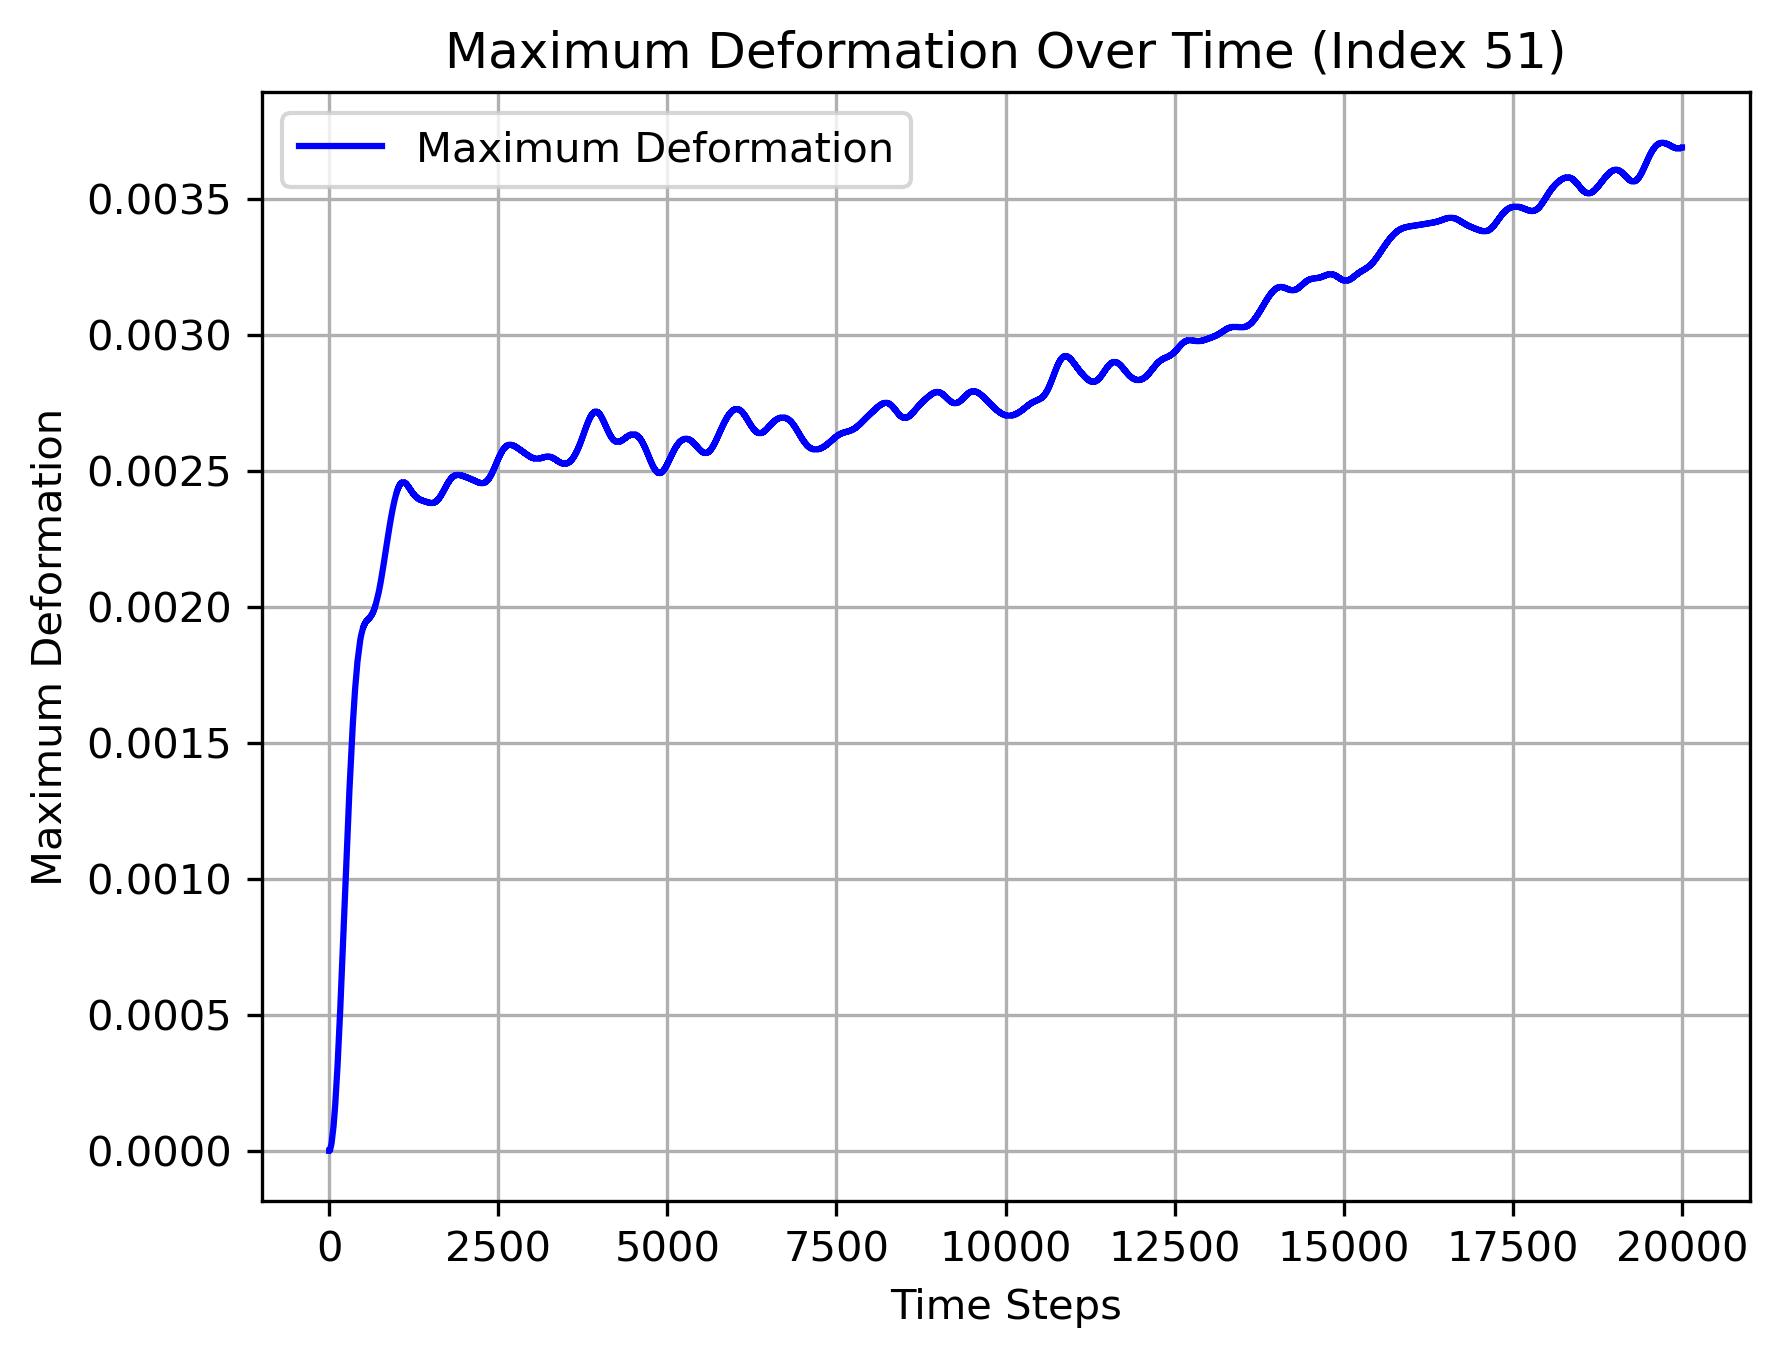 Maximum Deformation Over Time (Index 51)
Maximum Deformation
0.0035
0.0030
0.0025
0.0020
0.0015
0.0010
0.0005
0.0000
Maximum Deformation
0 2500 5000 7500 10000 12500 15000 17500 20000
Time Steps